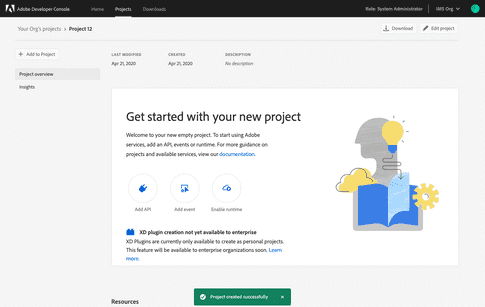 Adobe Developer Console
Home
Projects
Downloads
Role: System Administrator
IMS Org
Your Org's projects
Project 12
Download
Edit project
Add to Project
Project overview
Insights
LAST MODIFIED
CREATED
DESCRIPTION
Apr 21, 2020
Apr 21, 2020
No description
Get started with your new project
Welcome to your new empty project. To start using Adobe
services, add an API, events or runtime. For more guidance on
projects and available services, view our documentation.
Add API
Add event
Enable runtime
XD plugin creation not yet available to enterprise
XD Plugins are currently only available to create as personal projects.
This feature will be available to enterprise organizations soon. Learn
more.
Project created successfully
Resources